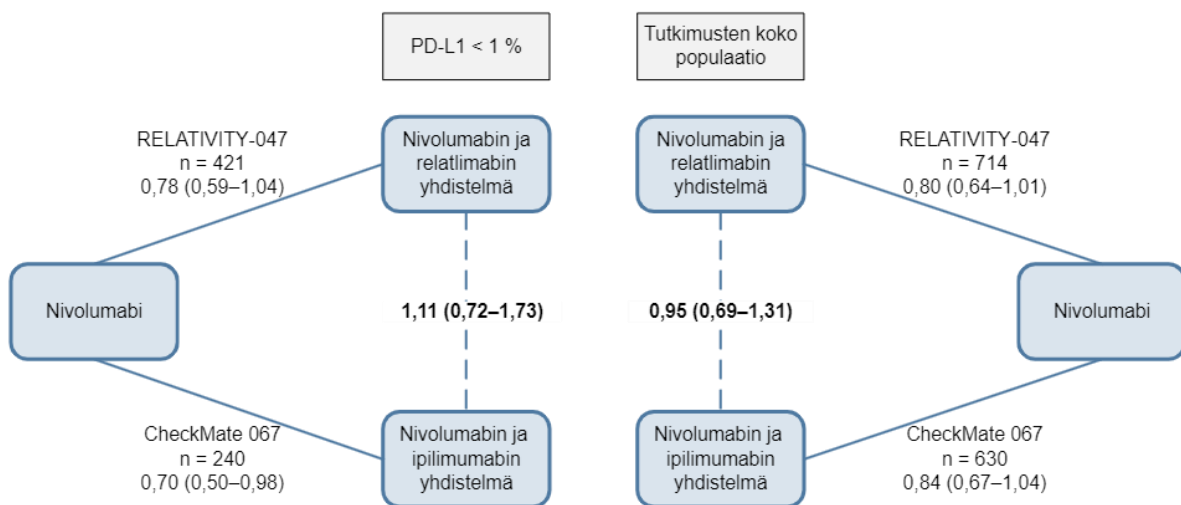 PD-L1 < 1 %
Tutkimusten koko
populaatio
RELATIVITY-047
n = 421
0,78 (0,59–1,04)
Nivolumabin ja
relatlimabin
yhdistelmä
Nivolumabin ja
relatlimabin
yhdistelmä
RELATIVITY-047
n = 714
0,80 (0,64–1,01)
Nivolumabi
1,11 (0,72–1,73)
0,95 (0,69–1,31)
Nivolumabi
CheckMate 067
n = 240
0,70 (0,50–0,98)
Nivolumabin ja
ipilimumabin
yhdistelmä
Nivolumabin ja
ipilimumabin
yhdistelmä
CheckMate 067
n = 630
0,84 (0,67–1,04)